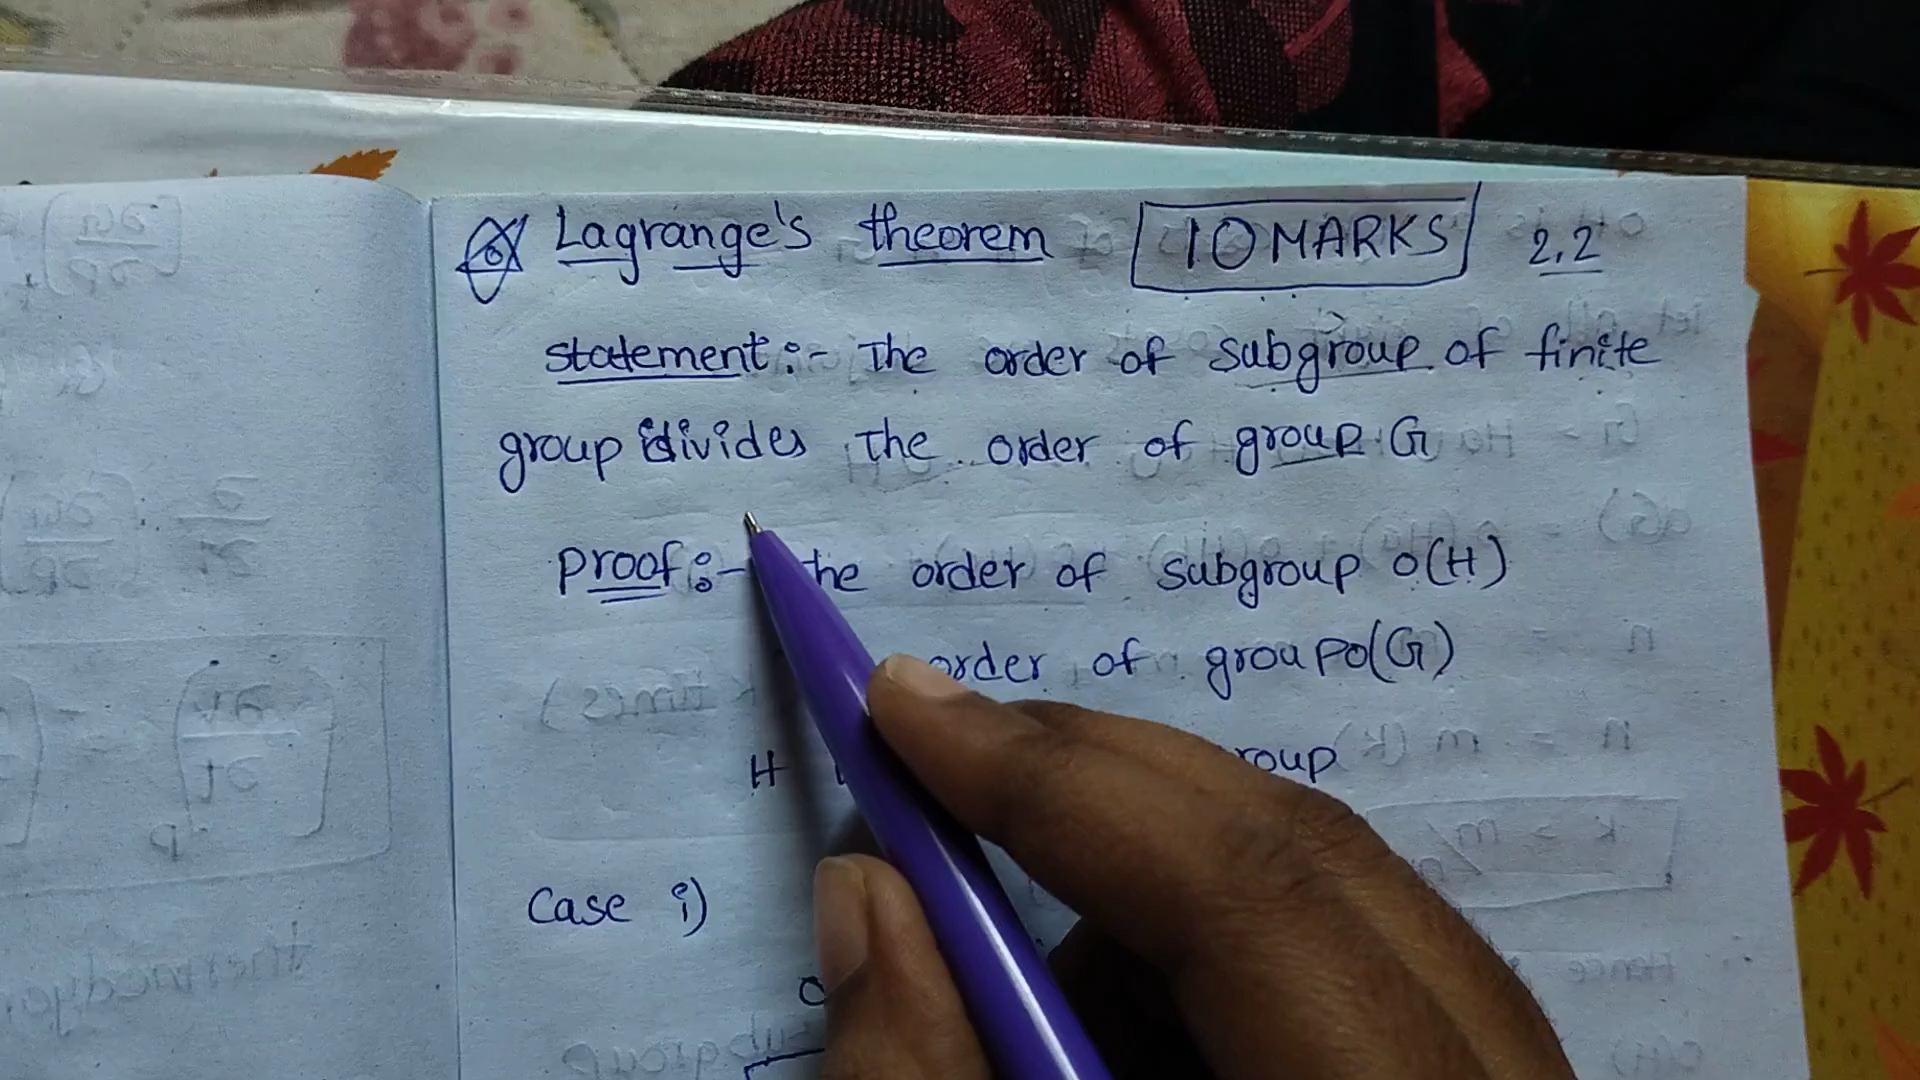 6 Lagrange's theorem 10 MARKS 2.2
statement:- The order of subgroup of finite
group divides the order of group G
Proof:- the order of subgroup o(H)
order of group o(G)
H
roup
Case i)